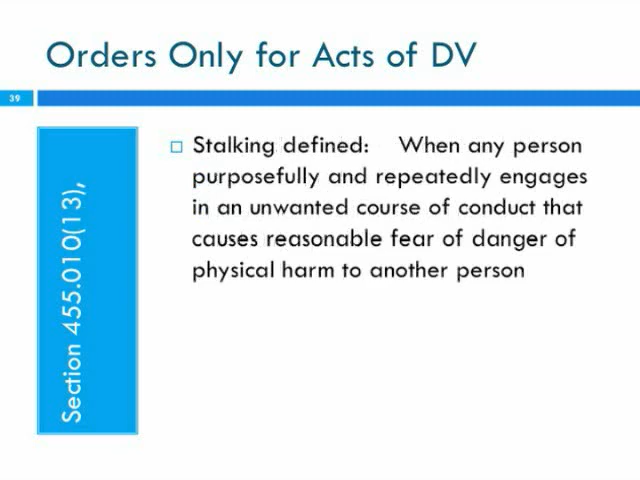 Orders Only for Acts of DV
39
Section 455.010(13),
Stalking defined: When any person
purposefully and repeatedly engages
in an unwanted course of conduct that
causes reasonable fear of danger of
physical harm to another person